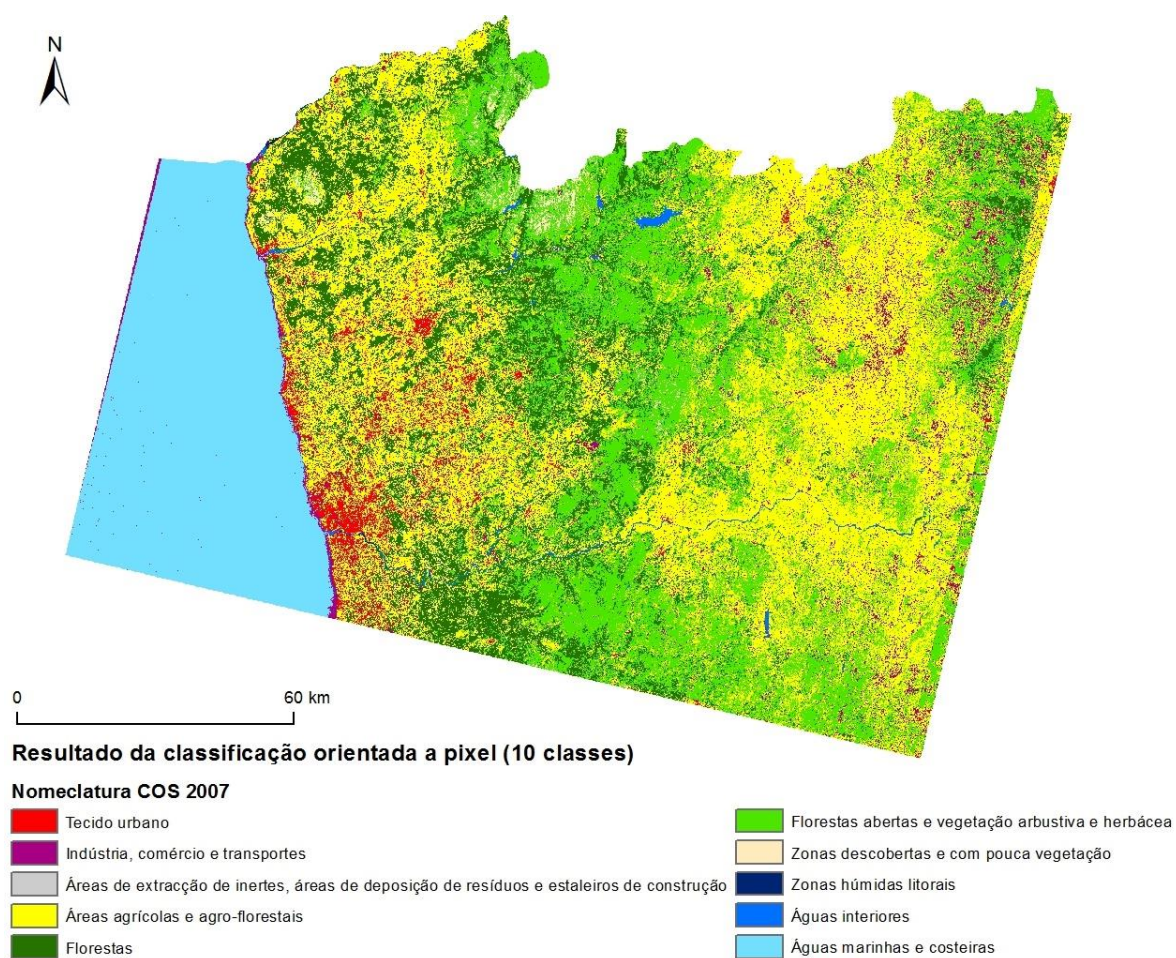 N
0 60 km
Resultado da classificação orientada a pixel (10 classes)
Nomeclatura COS 2007
Tecido urbano
Indústria, comércio e transportes
Áreas de extracção de inertes, áreas de deposição de resíduos e estaleiros de construção
Áreas agrícolas e agro-florestais
Florestas
Florestas abertas e vegetação arbustiva e herbácea
Zonas descobertas e com pouca vegetação
Zonas húmidas litorais
Águas interiores
Águas marinhas e costeiras